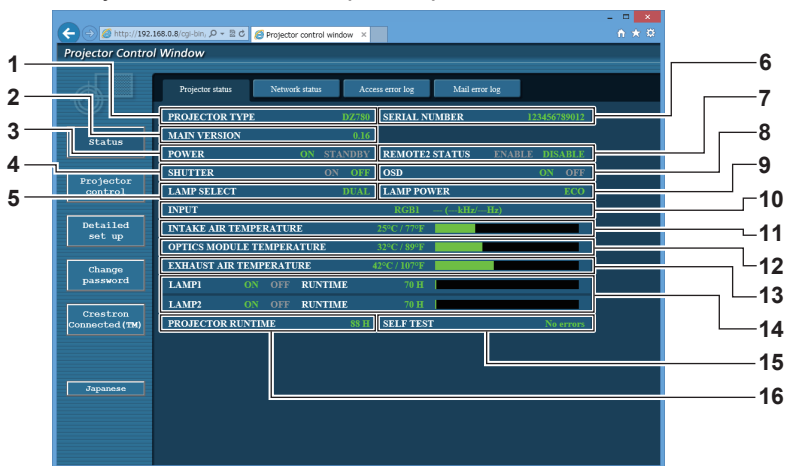 http://192.168.0.8/cgi-bin,
Projector control window
Projector Control Window
Projector status
Network status
Access error log
Mail error log
Status
Projector control
Detailed set up
Change password
Crestron Connected(TM)
Japanese
PROJECTOR TYPE DZ780 SERIAL NUMBER 123456789012
MAIN VERSION 0.16
POWER ON STANDBY REMOTE2 STATUS ENABLE DISABLE
SHUTTER ON OFF OSD ON OFF
LAMP SELECT DUAL LAMP POWER ECO
INPUT RGB1 --- (---kHz/---Hz)
INTAKE AIR TEMPERATURE 25°C / 77°F
OPTICS MODULE TEMPERATURE 32°C / 89°F
EXHAUST AIR TEMPERATURE 42°C / 107°F
LAMP1 ON OFF RUNTIME 70 H
LAMP2 ON OFF RUNTIME 70 H
PROJECTOR RUNTIME 88 H SELF TEST No errors
1
2
3
4
5
6
7
8
9
10
11
12
13
14
15
16